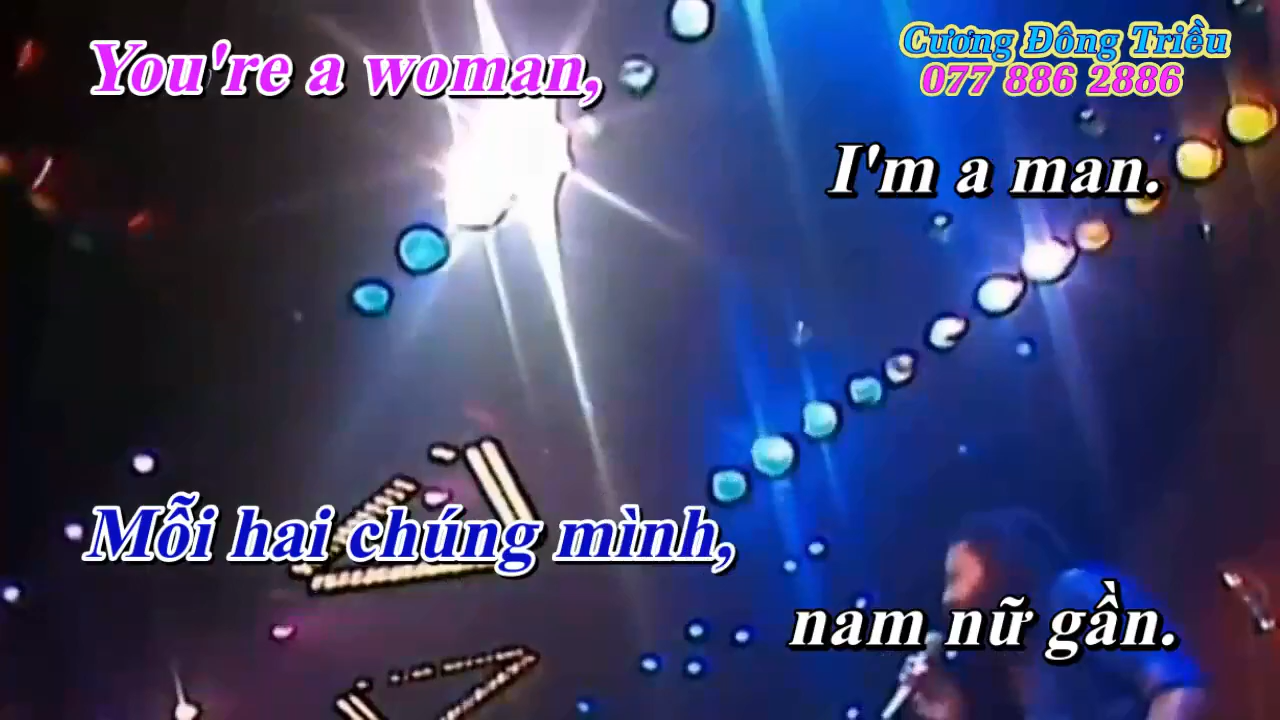 You're a woman,
Cương Đông Triều
077 886 2886
I'm a man.
Mỗi hai chúng mình,
nam nữ gần.